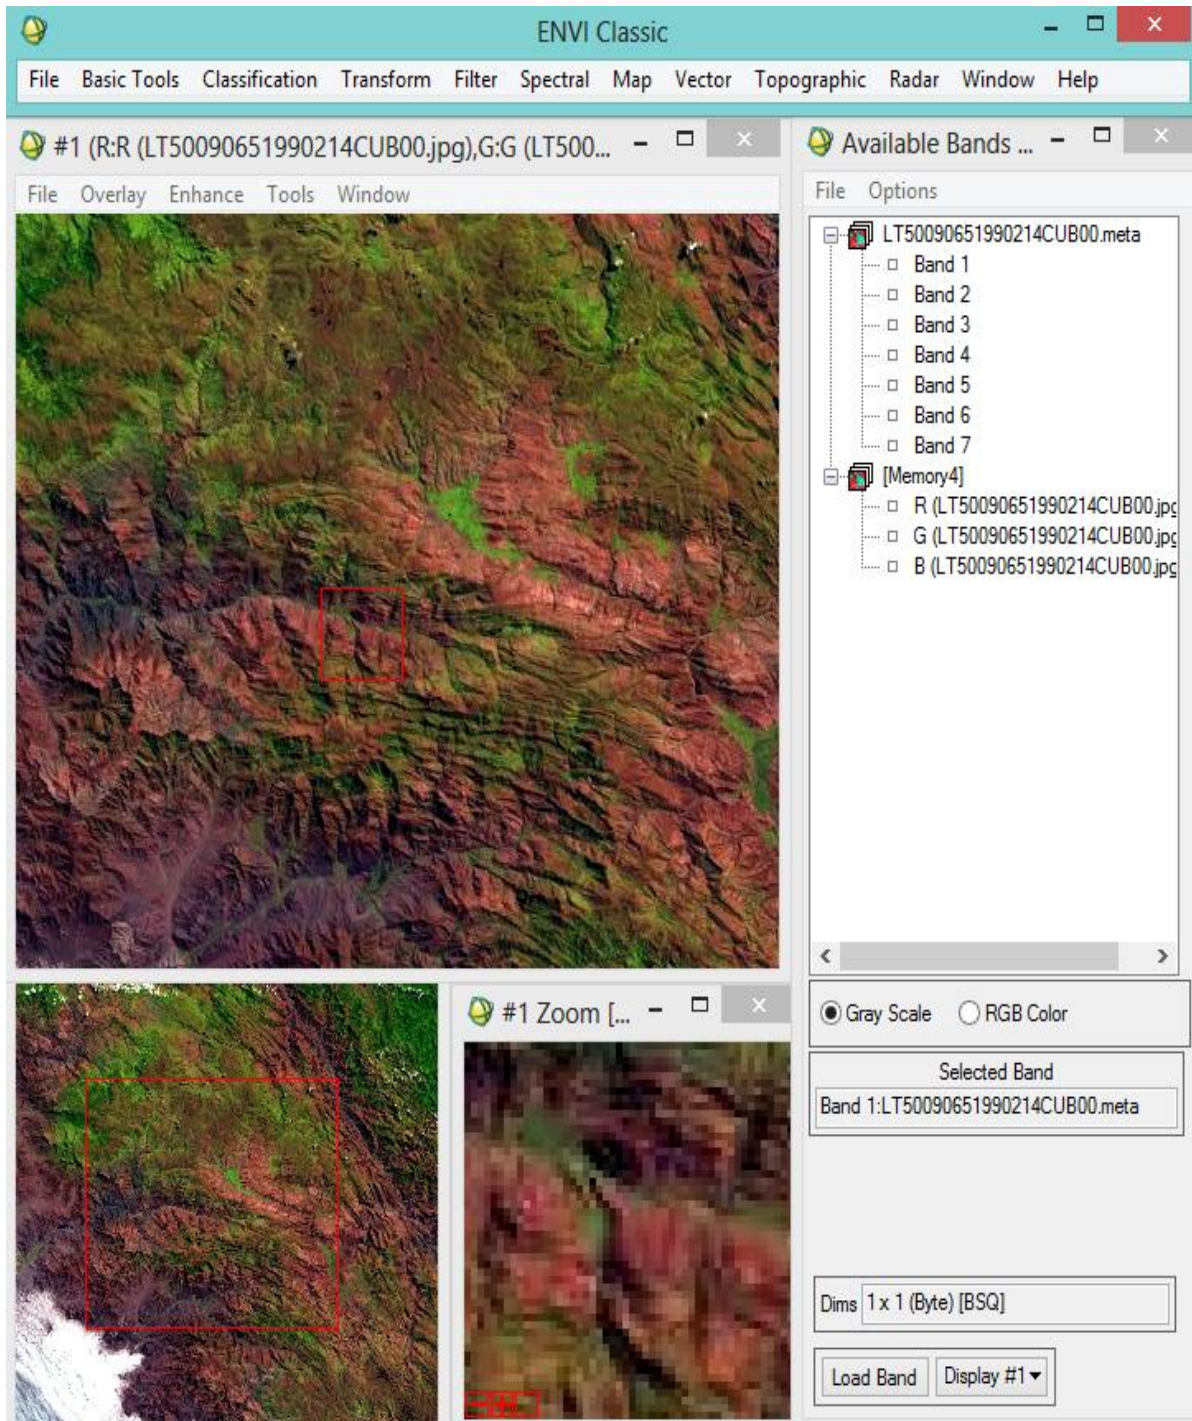 ENVI Classic
File Basic Tools Classification Transform Filter Spectral Map Vector Topographic Radar Window Help
#1 (R:R (LT50090651990214CUB00.jpg),G:G (LT500...
File Overlay Enhance Tools Window
Available Bands ...
File Options
LT50090651990214CUB00.meta
Band 1
Band 2
Band 3
Band 4
Band 5
Band 6
Band 7
[Memory4]
R (LT50090651990214CUB00.jpg
G (LT50090651990214CUB00.jpg
B (LT50090651990214CUB00.jpg
Gray Scale RGB Color
Selected Band
Band 1:LT50090651990214CUB00.meta
Dims 1 x 1 (Byte) [BSQ]
Load Band Display #1
#1 Zoom [...